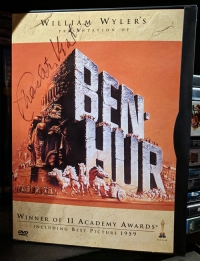 WILLIAM WYLER'S
PRESENTATION OF
BEN-
HUR
WINNER OF 11 ACADEMY AWARDS®
INCLUDING BEST PICTURE 1959
DVD